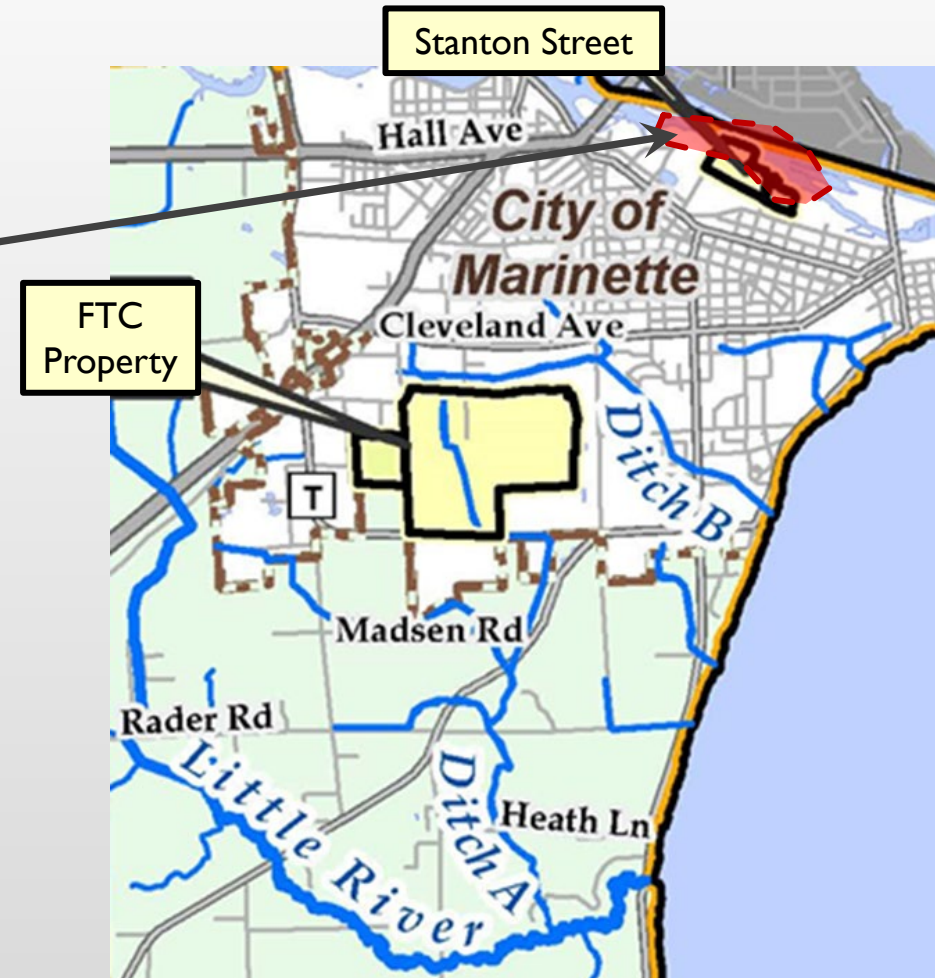 Stanton Street
Hall Ave
City of
Marinette
FTC
Property
Cleveland Ave
Ditch B
T
Madsen Rd
Rader Rd
Little River
Ditch A
Heath Ln